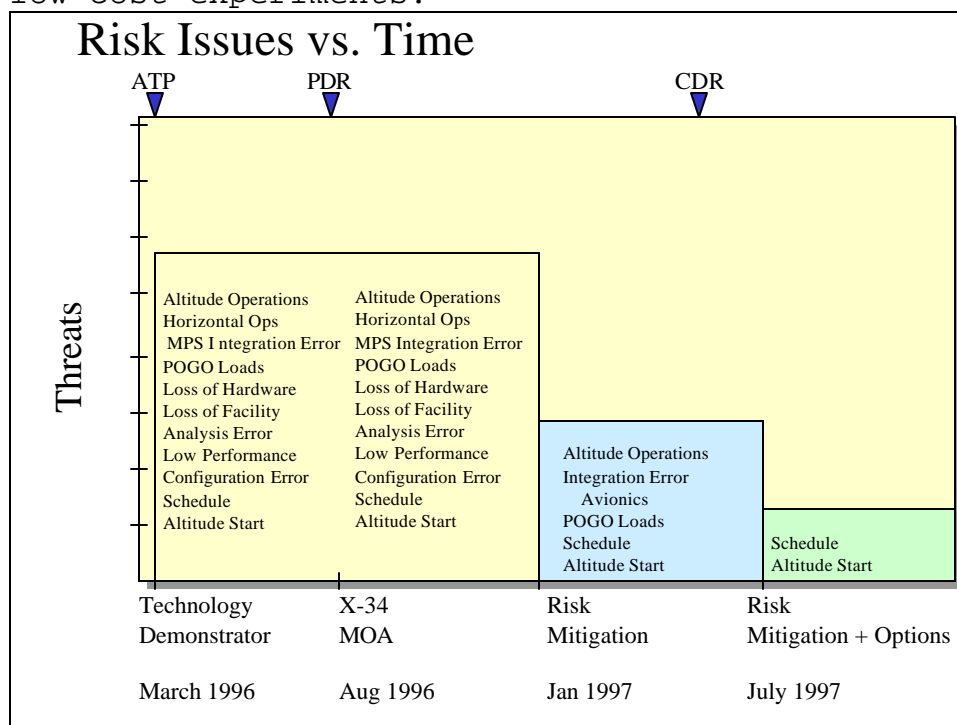 low cost experiments.
Risk Issues vs. Time
ATP
PDR
CDR
Threats
Altitude Operations
Horizontal Ops
MPS I ntegration Error
POGO Loads
Loss of Hardware
Loss of Facility
Analysis Error
Low Performance
Configuration Error
Schedule
Altitude Start
Altitude Operations
Horizontal Ops
MPS Integration Error
POGO Loads
Loss of Hardware
Loss of Facility
Analysis Error
Low Performance
Configuration Error
Schedule
Altitude Start
Altitude Operations
Integration Error
Avionics
POGO Loads
Schedule
Altitude Start
Schedule
Altitude Start
Technology
Demonstrator
March 1996
X-34
MOA
Aug 1996
Risk
Mitigation
Jan 1997
Risk
Mitigation + Options
July 1997